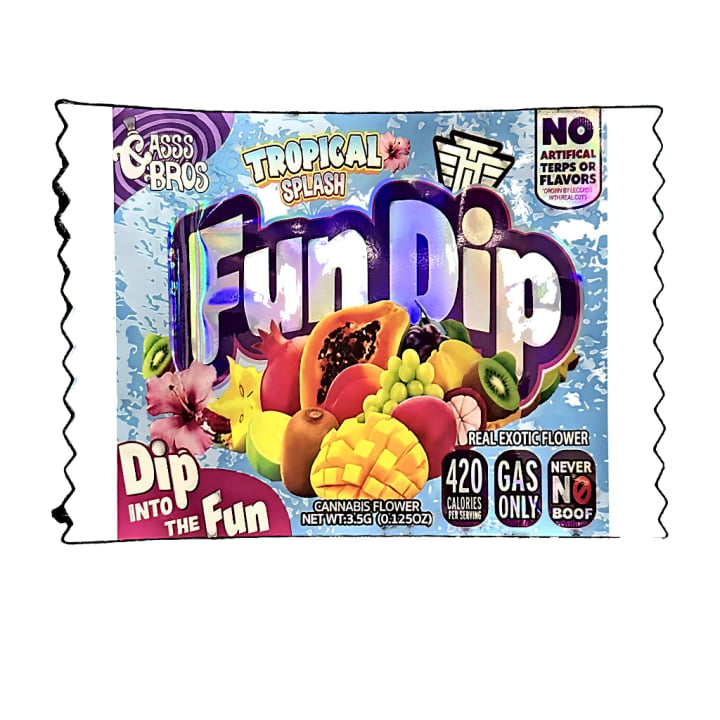 &ASSS
BROS
TROPICAL
SPLASH
NO
ARTIFICAL
TERPS OR
FLAVORS
Fun Dip
REAL EXOTIC FLOWER
Dip
INTO
THE Fun
CANNABIS FLOWER
NET WT:3.5G (0.125OZ)
420
CALORIES
PER SERVING
GAS
ONLY
NEVER
NO
BOOF